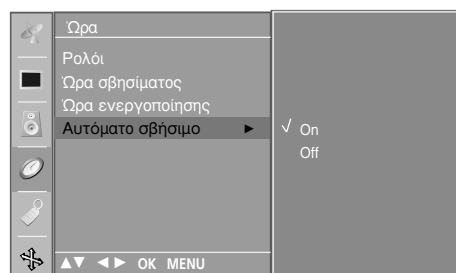 Ώρα
Ρολόι
Ώρα σβησίματος
Ώρα ενεργοποίησης
Αυτόματο σβήσιμο ►
√ On
Off
▲▼ ◄► OK MENU